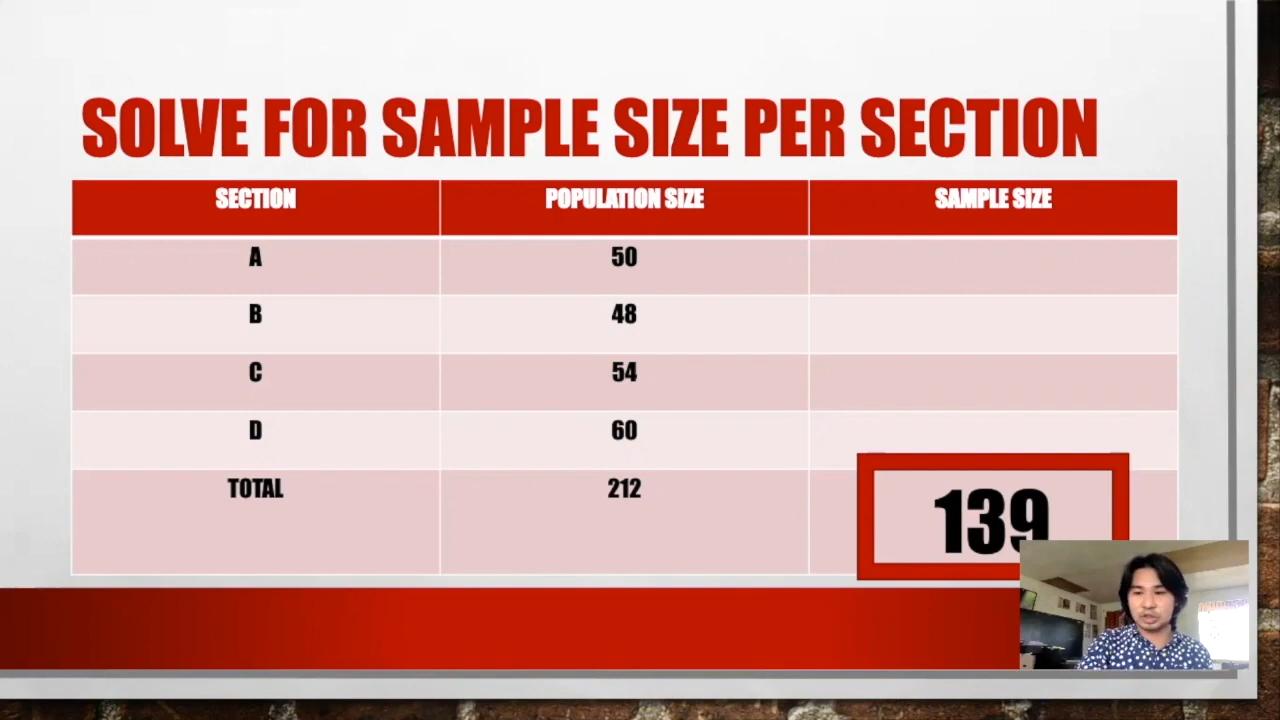 SOLVE FOR SAMPLE SIZE PER SECTION
SECTION POPULATION SIZE SAMPLE SIZE
A 50
B 48
C 54
D 60
TOTAL 212 139